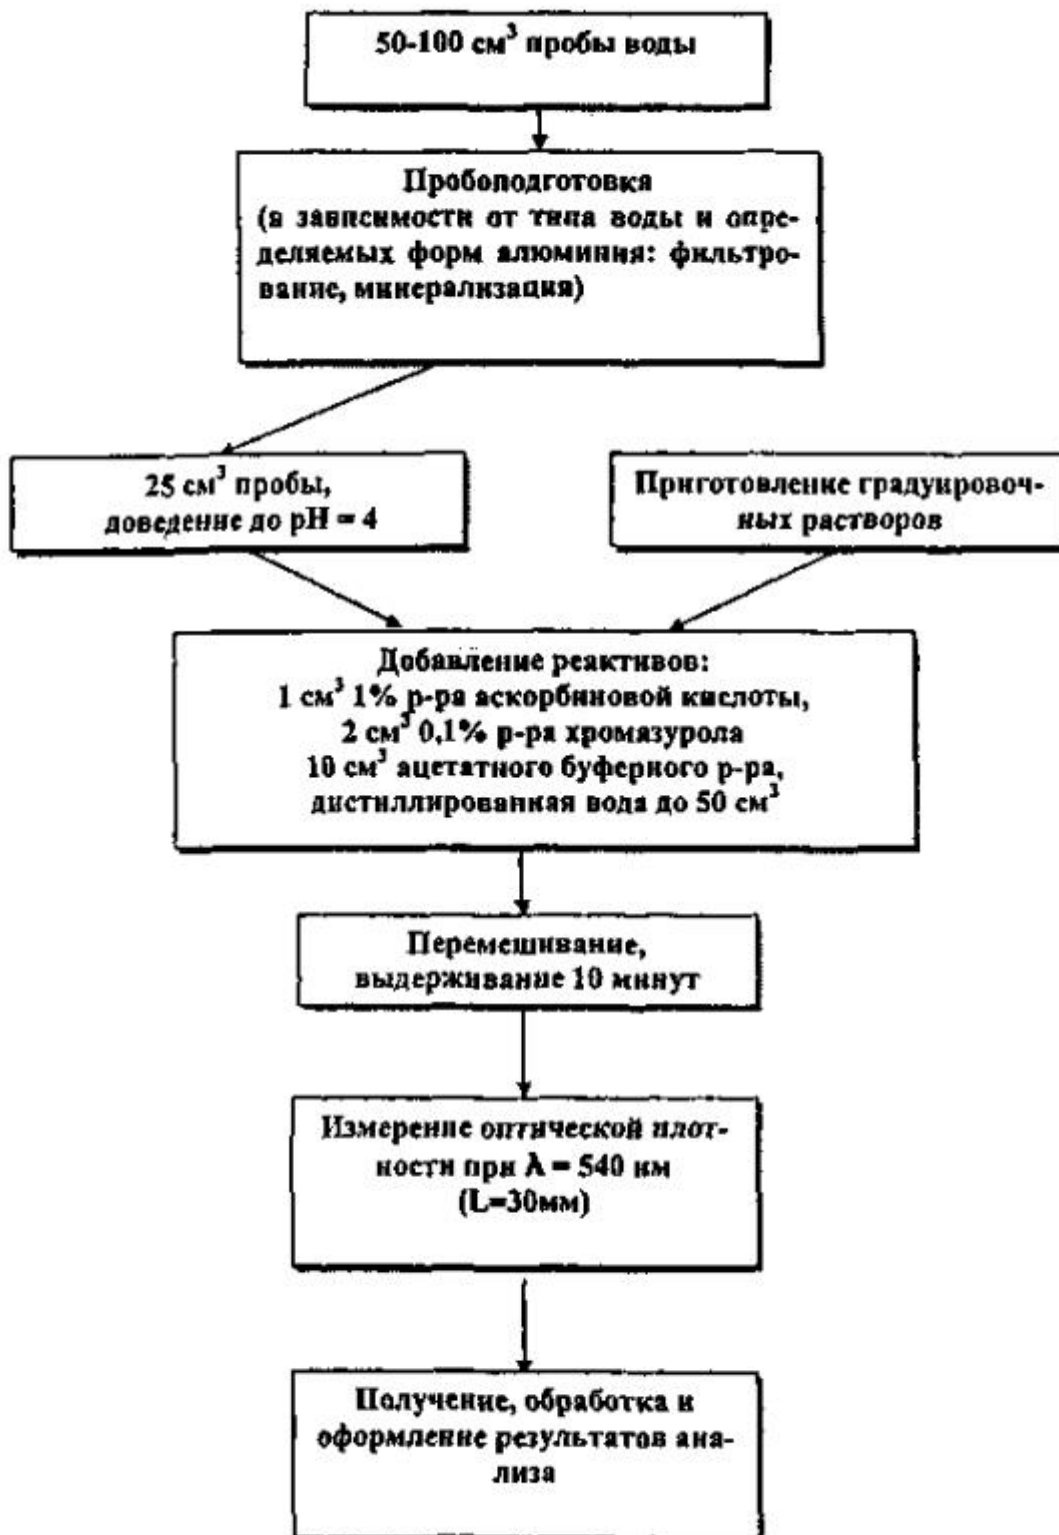 50-100 см³ пробы воды
Пробоподготовка
(в зависимости от типа воды и опре-
деляемых форм алюминия: фильтро-
вание, минерализация)
25 см³ пробы,
доведение до pH = 4
Приготовление градуировоч-
ных растворов
Добавление реактивов:
1 см³ 1% р-ра аскорбиновой кислоты,
2 см³ 0,1% р-ра хромазурола
10 см³ ацетатного буферного р-ра,
дистиллированная вода до 50 см³
Перемешивание,
выдерживание 10 минут
Измерение оптической плот-
ности при λ = 540 нм
(L=30мм)
Получение, обработка и
оформление результатов ана-
лиза